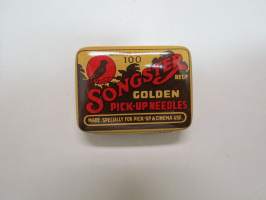 100
SONGSTER
REGD
GOLDEN
PICK-UP NEEDLES
MADE SPECIALLY FOR PICK-UP & CINEMA USE